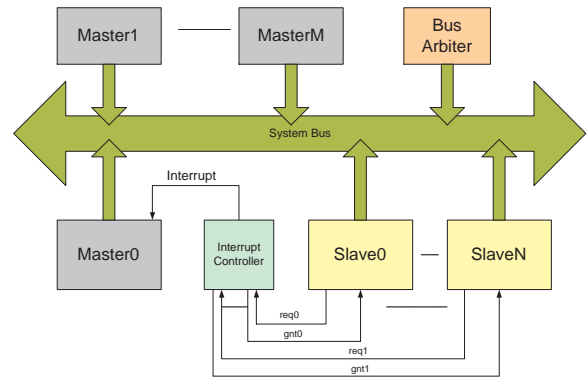 Master1
MasterM
Bus
Arbiter
System Bus
Interrupt
Master0
Interrupt
Controller
Slave0
SlaveN
req0
gnt0
req1
gnt1